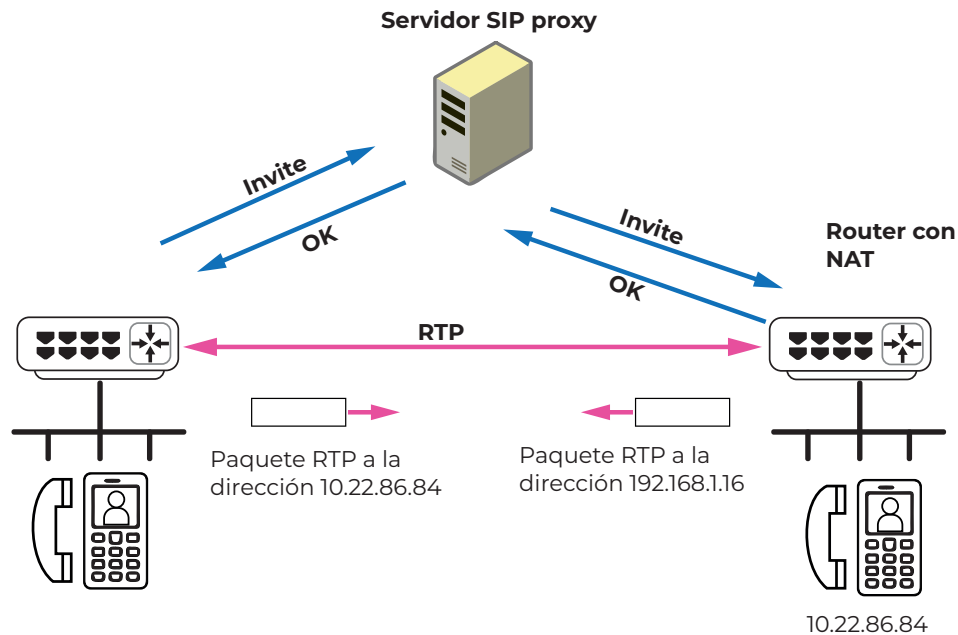 Servidor SIP proxy
Invite
OK
Invite
OK
Router con
NAT
RTP
Paquete RTP a la
dirección 10.22.86.84
Paquete RTP a la
dirección 192.168.1.16
10.22.86.84